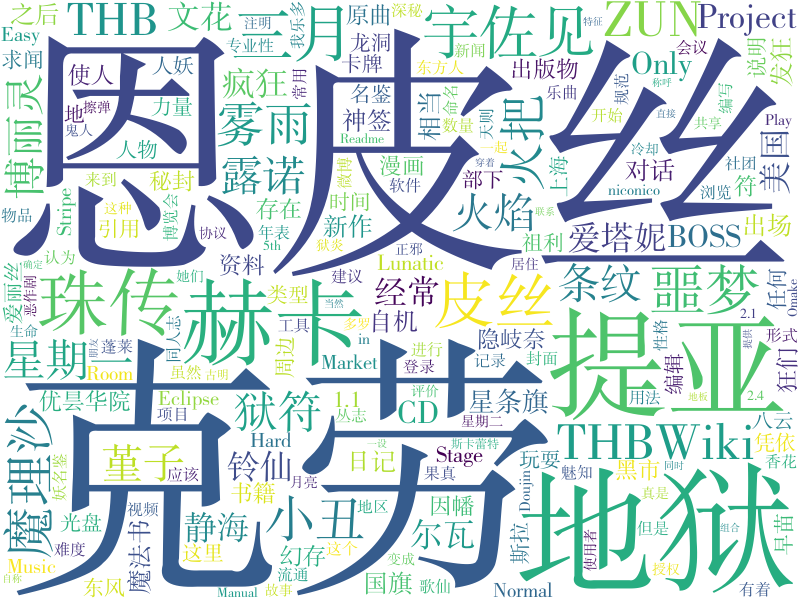 之后 THB 文花 原曲 深秘 宇佐见 ZUN Project
Easy 注明 专业性 我乐多 三月 龙洞 新闻 特征
求闻 使人 人妖 疯狂 常用 卡牌 东方人 会议 Only 出版物 说明
博丽灵 地 擦弹 力量 雾雨 名鉴 相当 命名 乐曲 规范 称呼 发狂
鬼人 神签 数量 天则 开始 编写 Play
恩 皮 丝丝
人物 Readme 一起 火把 共享 直接 美国
来到 秘封 露诺 漫画 微博 穿着 上海 冷却 社团
物品 Stripe 这种 博览会 存在 时间 软件 部下 火焰 对话 niconico 浏览 符
引用 协议 年表 5th 新作 狱炎 正邪 祖利 联系 出场
认为 她们 资料 建议 Lunatic 居住 爱塔妮 BOSS
爱丽丝 确定 恶作剧 珠传 赫卡 类型 经常 皮丝 条纹 噩梦 任何 Omake
生命 当然 工具 多罗 自机 提亚 2.1
星期一 朋友 蓬莱 同人志 周边 Market in 进行 登录 记录 隐岐奈 封面 性格 编辑 形式 提供
Room 虽然 古明 狂们
优昙华院 Eclipse 项目 狱符 1.1 丛志 评价 CD 星条旗 用法 地板 2.4 八云
克劳 地狱
魔理沙 堇子 应该 Hard 星期二 THBWiki 凭依
妖名鉴 铃仙 日记 一设 斯卡蕾特 Stage 玩耍 黑市 同时 香花
书籍 月亮 果真 Doujin 魅知 真是
光盘 视频 静海 小丑 因幡 斯拉 但是 早苗
难度 魔法书 这里 地区 尔瓦 使用者 组合
Music 幻存 这个 变成 流通 国旗 歌仙 Normal 授权 有着
自称 东风 Manual 故事